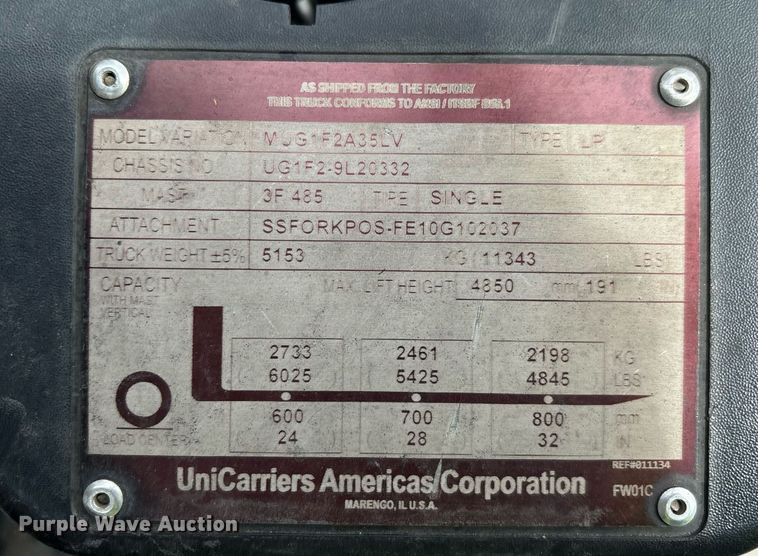 AS SHIPPED FROM THE FACTORY
THIS TRUCK CONFORMS TO ANSI / ITSDF B56.1
MODEL VARIATION MUG1F2A35LV TYPE LP
CHASSIS NO UG1F2-9L20332
MAST 3F 485 TIRE SINGLE
ATTACHMENT SSFORKPOS-FE10G102037
TRUCK WEIGHT ±5% 5153 KG / 11343 LBS
CAPACITY MAX. LIFT HEIGHT 4850 mm 191 IN
WITH MAST
VERTICAL
2733 2461 2198 KG
6025 5425 4845 LBS
600 700 800 mm
LOAD CENTER 24 28 32 IN
REF#011134
UniCarriers Americas Corporation FW01C
MARENGO, IL U.S.A.
Purple Wave Auction